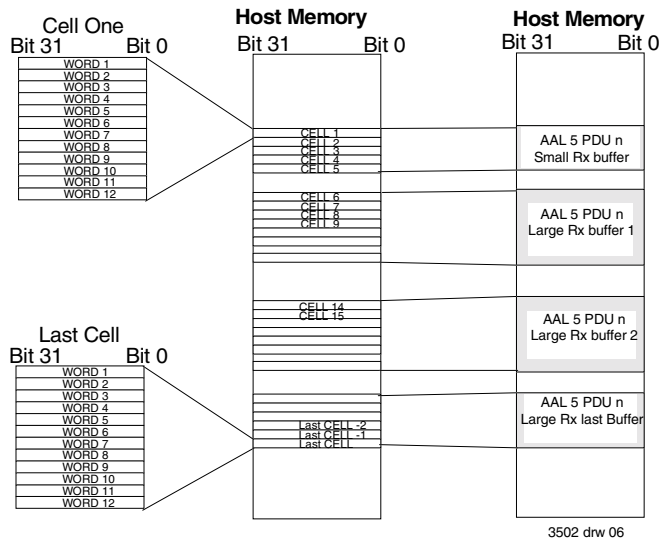 Cell One
Bit 31 Bit 0
WORD 1
WORD 2
WORD 3
WORD 4
WORD 5
WORD 6
WORD 7
WORD 8
WORD 9
WORD 10
WORD 11
WORD 12
Last Cell
Bit 31 Bit 0
WORD 1
WORD 2
WORD 3
WORD 4
WORD 5
WORD 6
WORD 7
WORD 8
WORD 9
WORD 10
WORD 11
WORD 12
Host Memory
Bit 31 Bit 0
CELL 1
CELL 2
CELL 3
CELL 4
CELL 5
CELL 6
CELL 7
CELL 8
CELL 9
CELL 14
CELL 15
Last CELL -2
Last CELL -1
Last CELL
Host Memory
Bit 31 Bit 0
AAL 5 PDU n
Small Rx buffer
AAL 5 PDU n
Large Rx buffer 1
AAL 5 PDU n
Large Rx buffer 2
AAL 5 PDU n
Large Rx last Buffer
3502 drw 06